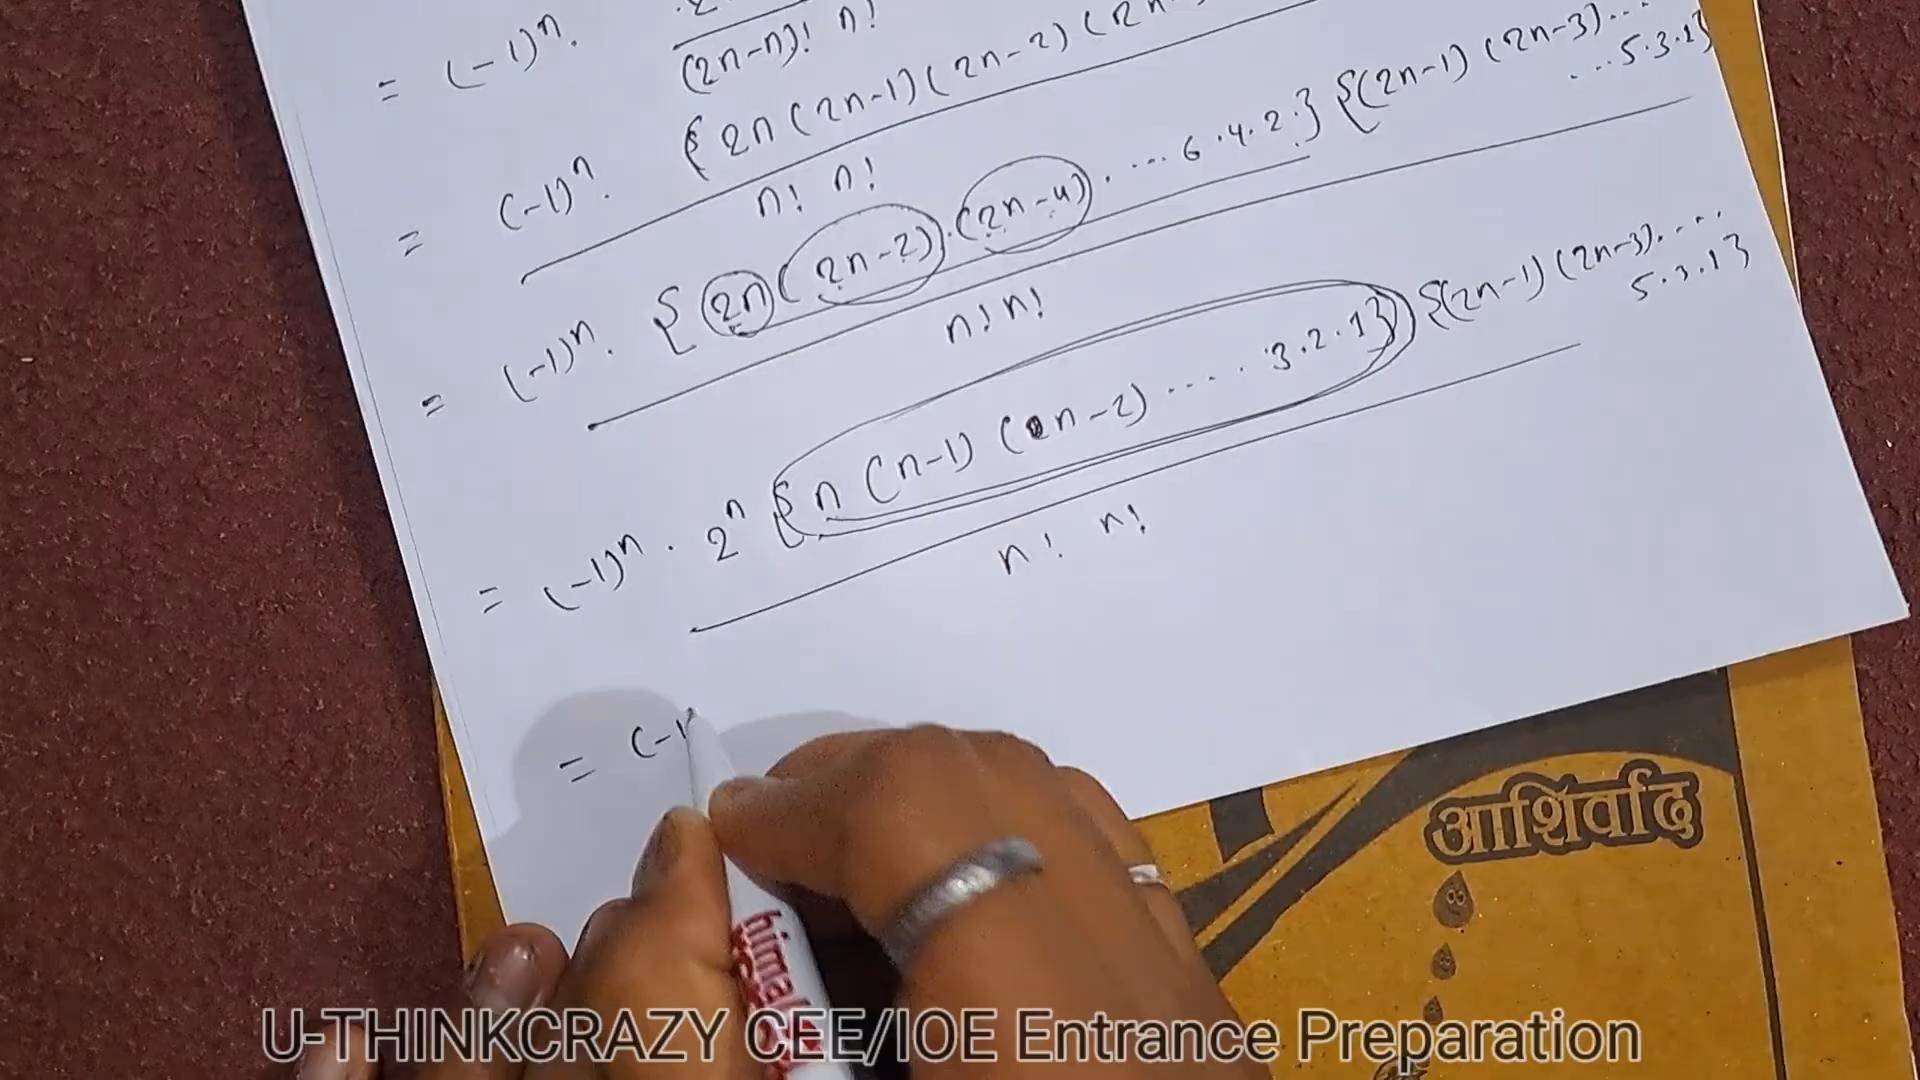 = (-1)ⁿ.
(2n-n)! n!
= (-1)ⁿ. {2n (2n-1) (2n-2) (2n
n! n!
= (-1)ⁿ. {2n (2n-2).(2n-4). ... 6.4.2.} {(2n-1) (2n-3)...
...5.3.1}
n! n!
= (-1)ⁿ . 2ⁿ {n (n-1) (n-2) .... 3.2.1} {(2n-1) (2n-3)....
5.3.1}
n! n!
= (-1
आशिर्वाद
himal
U-THINKCRAZY CEE/IOE Entrance Preparation